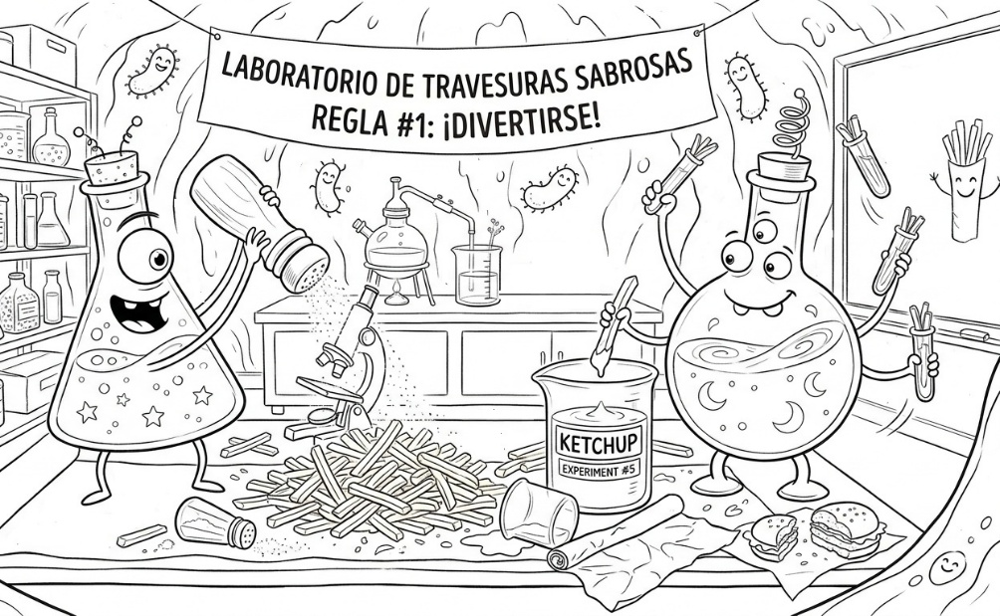 LABORATORIO DE TRAVESURAS SABROSAS
REGLA #1: ¡DIVERTIRSE!
KETCHUP
EXPERIMENT #5